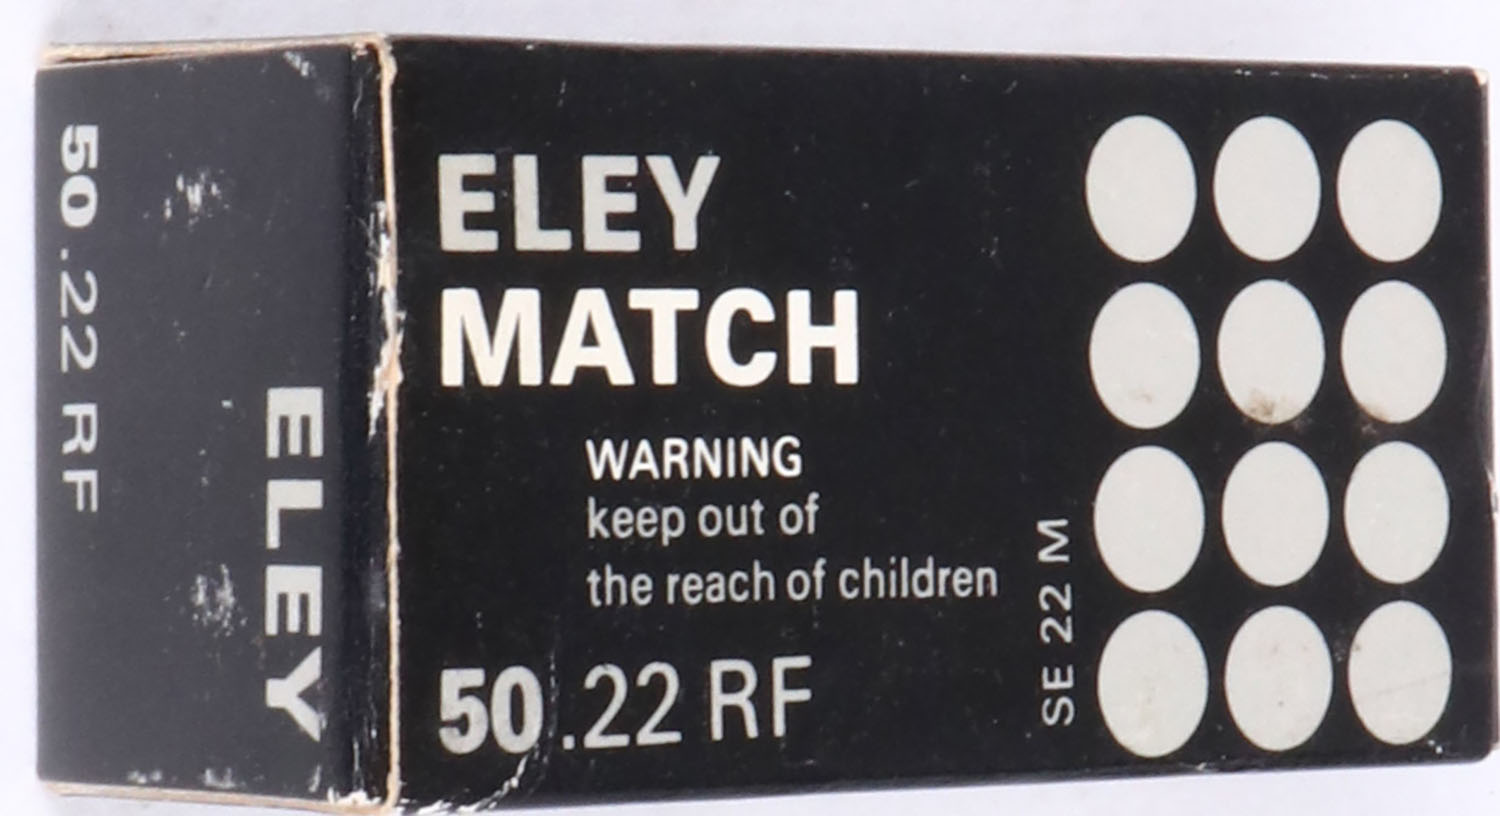 50 .22 RF
ELEY
ELEY
MATCH
WARNING
keep out of
the reach of children
50 .22 RF
SE 22 M